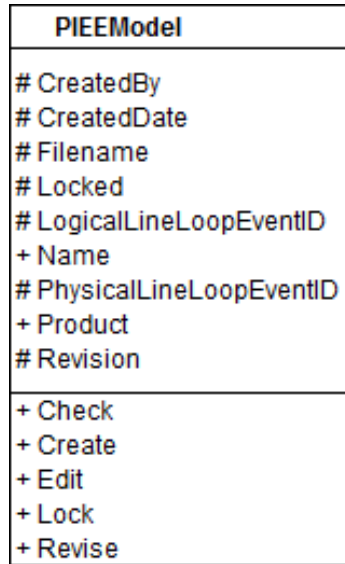 PIEEModel
# CreatedBy
# CreatedDate
# Filename
# Locked
# LogicalLineLoopEventID
+ Name
# PhysicalLineLoopEventID
+ Product
# Revision
+ Check
+ Create
+ Edit
+ Lock
+ Revise